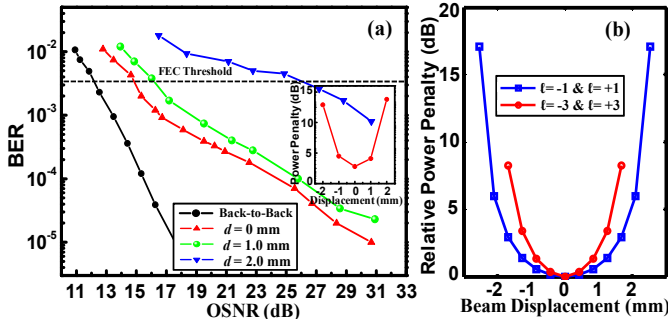 (a)
BER
10⁻²
10⁻³
10⁻⁴
10⁻⁵
FEC Threshold
Back-to-Back
d = 0 mm
d = 1.0 mm
d = 2.0 mm
11 13 15 17 19 21 23 25 27 29 31 33
OSNR (dB)
Power Penalty (dB)
15
10
5
0
-2 -1 0 1 2
Displacement (mm)
(b)
Relative Power Penalty (dB)
20
15
10
5
0
ℓ= -1 & ℓ= +1
ℓ= -3 & ℓ= +3
-2 0 2
Beam Displacement (mm)